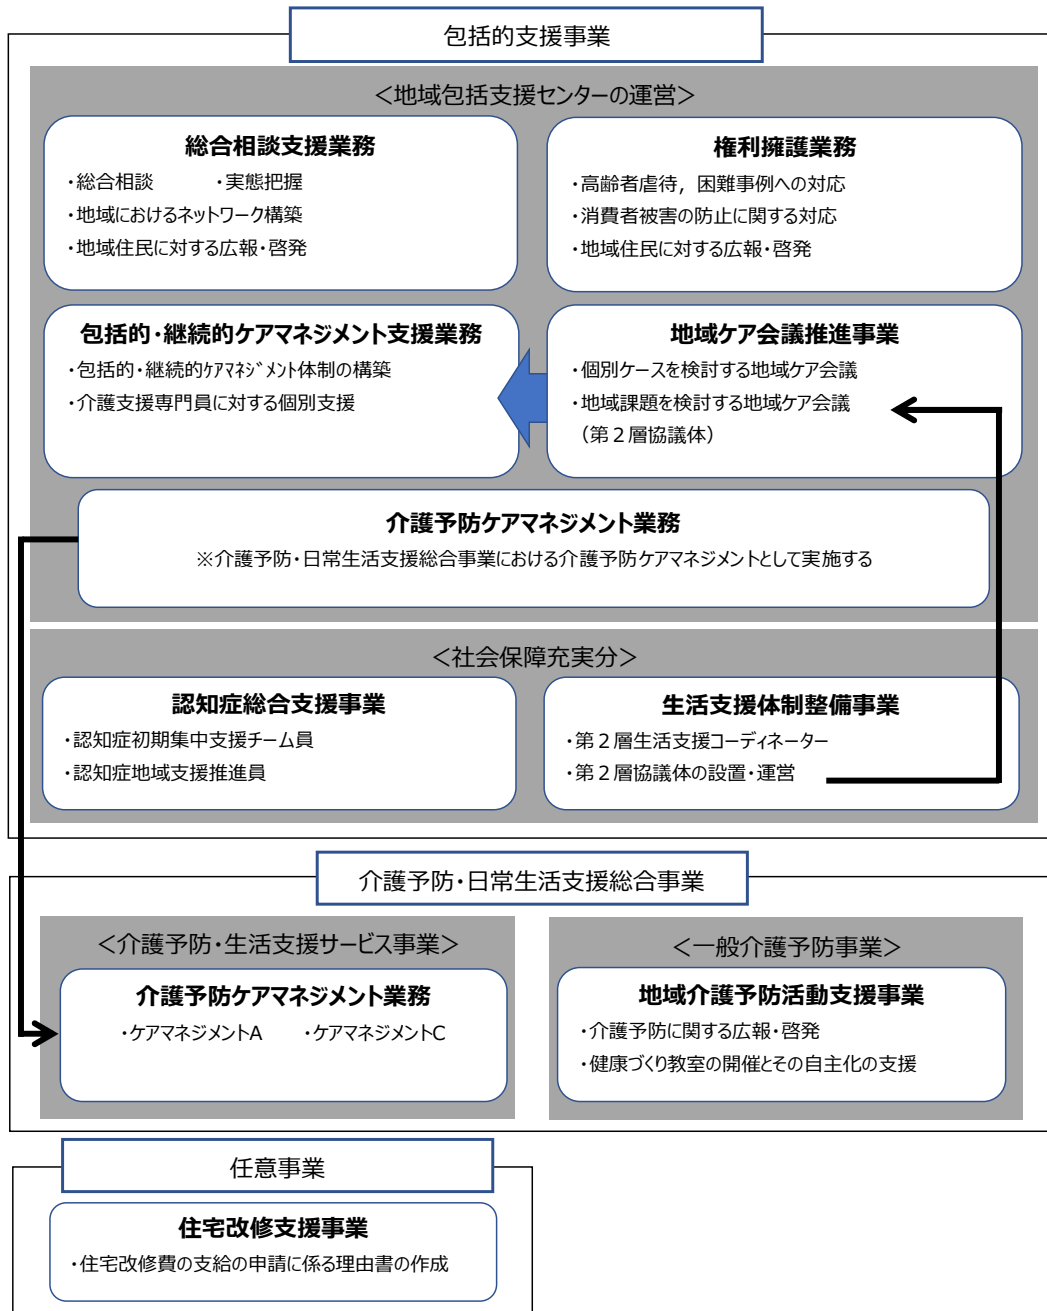 包括的支援事業
＜地域包括支援センターの運営＞
総合相談支援業務
・総合相談　・実態把握
・地域におけるネットワーク構築
・地域住民に対する広報・啓発
権利擁護業務
・高齢者虐待，困難事例への対応
・消費者被害の防止に関する対応
・地域住民に対する広報・啓発
包括的・継続的ケアマネジメント支援業務
・包括的・継続的ｹｱﾏﾈｼﾞﾒﾝﾄ体制の構築
・介護支援専門員に対する個別支援
地域ケア会議推進事業
・個別ケースを検討する地域ケア会議
・地域課題を検討する地域ケア会議
（第２層協議体）
介護予防ケアマネジメント業務
※介護予防・日常生活支援総合事業における介護予防ケアマネジメントとして実施する
＜社会保障充実分＞
認知症総合支援事業
・認知症初期集中支援チーム員
・認知症地域支援推進員
生活支援体制整備事業
・第２層生活支援コーディネーター
・第２層協議体の設置・運営
介護予防・日常生活支援総合事業
＜介護予防・生活支援サービス事業＞
介護予防ケアマネジメント業務
・ケアマネジメントA　・ケアマネジメントC
＜一般介護予防事業＞
地域介護予防活動支援事業
・介護予防に関する広報・啓発
・健康づくり教室の開催とその自主化の支援
任意事業
住宅改修支援事業
・住宅改修費の支給の申請に係る理由書の作成